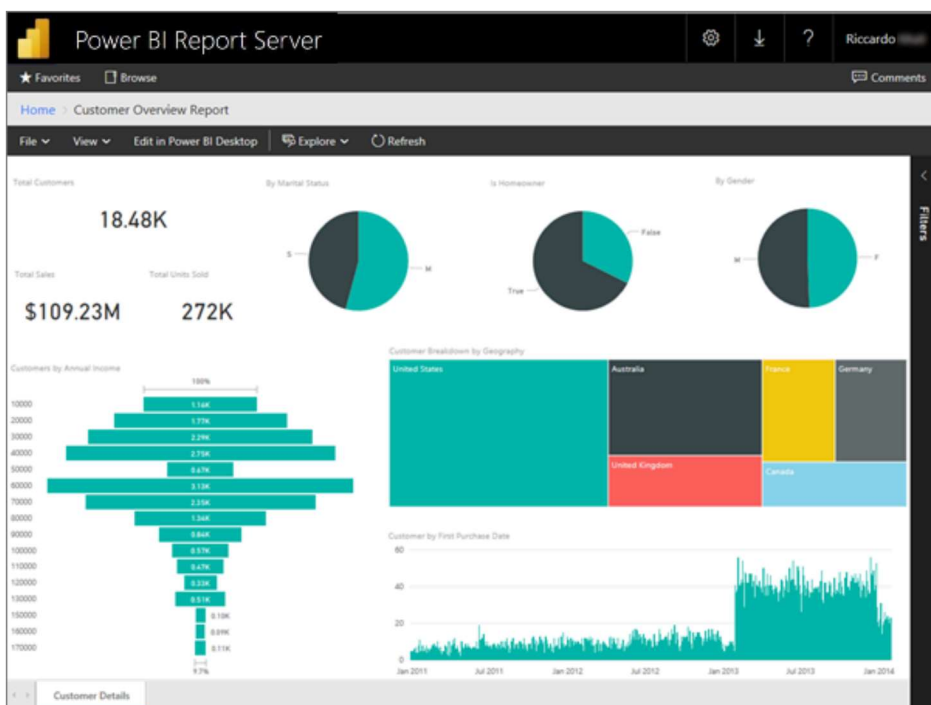 Power BI Report Server
?
Riccardo
Favorites
Browse
Comments
Home > Customer Overview Report
File
View
Edit in Power BI Desktop
Explore
Refresh
Filters
Total Customers
18.48K
Total Sales
Total Units Sold
$109.23M
272K
By Marital Status
S
M
Is Homeowner
False
True
By Gender
M
F
Customers by Annual Income
100%
10000 1.16K
20000 1.77K
30000 2.29K
40000 2.75K
50000 0.67K
60000 3.13K
70000 2.35K
80000 1.36K
90000 0.84K
100000 0.57K
110000 0.47K
120000 0.33K
130000 0.51K
150000 0.10K
160000 0.09K
170000 0.11K
9.7%
Customer Breakdown by Geography
United States
Australia
United Kingdom
France
Germany
Canada
Customer by First Purchase Date
60
40
20
0
Jan 2011 Jul 2011 Jan 2012 Jul 2012 Jan 2013 Jul 2013 Jan 2014
Customer Details